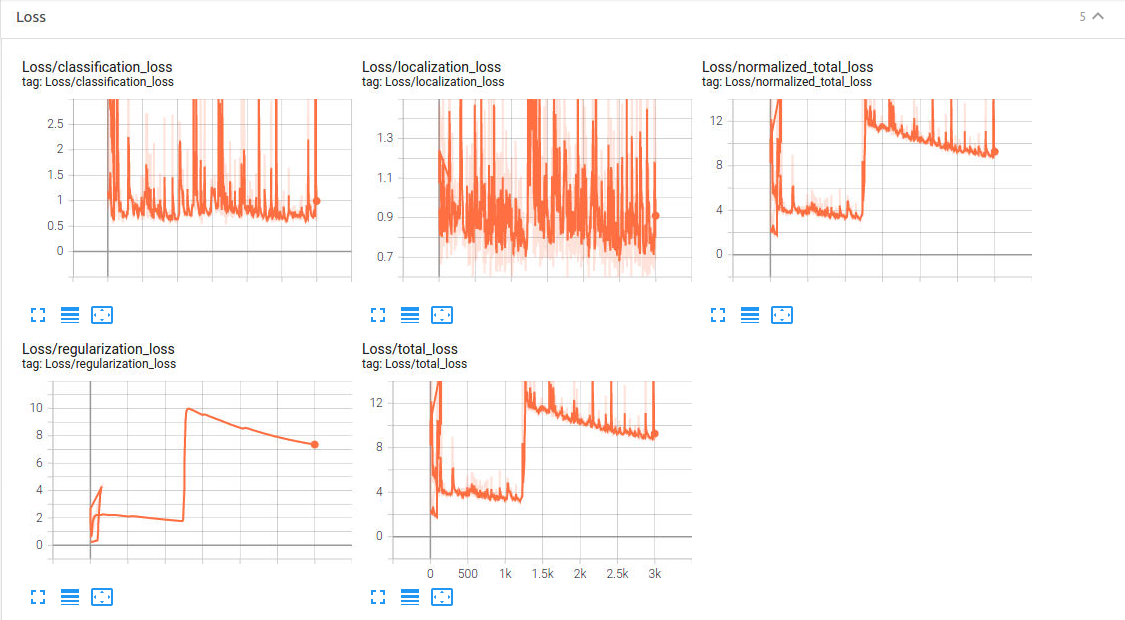 Loss
5
Loss/classification_loss
tag: Loss/classification_loss
2.5
2
1.5
1
0.5
0
Loss/localization_loss
tag: Loss/localization_loss
1.3
1.1
0.9
0.7
Loss/normalized_total_loss
tag: Loss/normalized_total_loss
12
8
4
0
Loss/regularization_loss
tag: Loss/regularization_loss
10
8
6
4
2
0
Loss/total_loss
tag: Loss/total_loss
12
8
4
0
0 500 1k 1.5k 2k 2.5k 3k